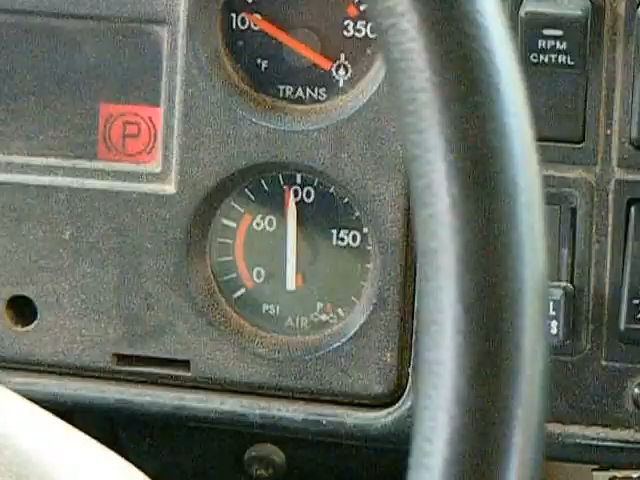 100
350
°F
TRANS
RPM
CNTRL
P
100
60
150
0
PSI
AIR
P